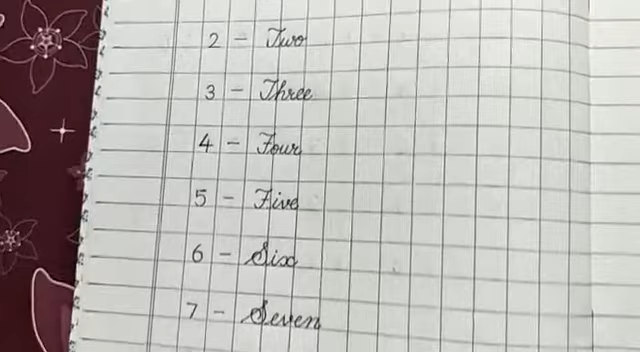 2 - Two
3 - Three
4 - Four
5 - Five
6 - Six
7 - Seven